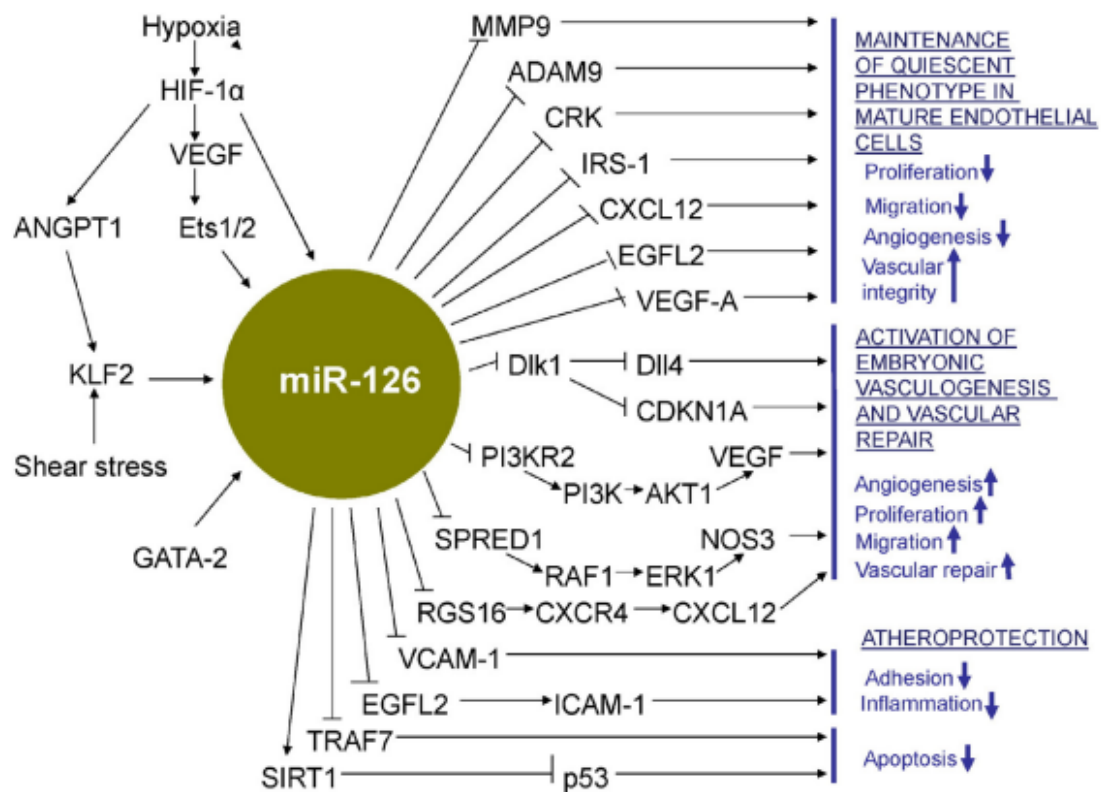 Hypoxia
HIF-1α
VEGF
Ets1/2
ANGPT1
KLF2
Shear stress
GATA-2
miR-126
MMP9
ADAM9
CRK
IRS-1
CXCL12
EGFL2
VEGF-A
Dlk1
Dll4
CDKN1A
PI3KR2
PI3K
AKT1
VEGF
SPRED1
RAF1
ERK1
NOS3
RGS16
CXCR4
CXCL12
VCAM-1
EGFL2
ICAM-1
TRAF7
SIRT1
p53
MAINTENANCE
OF QUIESCENT
PHENOTYPE IN
MATURE ENDOTHELIAL
CELLS
Proliferation
Migration
Angiogenesis
Vascular
integrity
ACTIVATION OF
EMBRYONIC
VASCULOGENESIS
AND VASCULAR
REPAIR
Angiogenesis
Proliferation
Migration
Vascular repair
ATHEROPROTECTION
Adhesion
Inflammation
Apoptosis